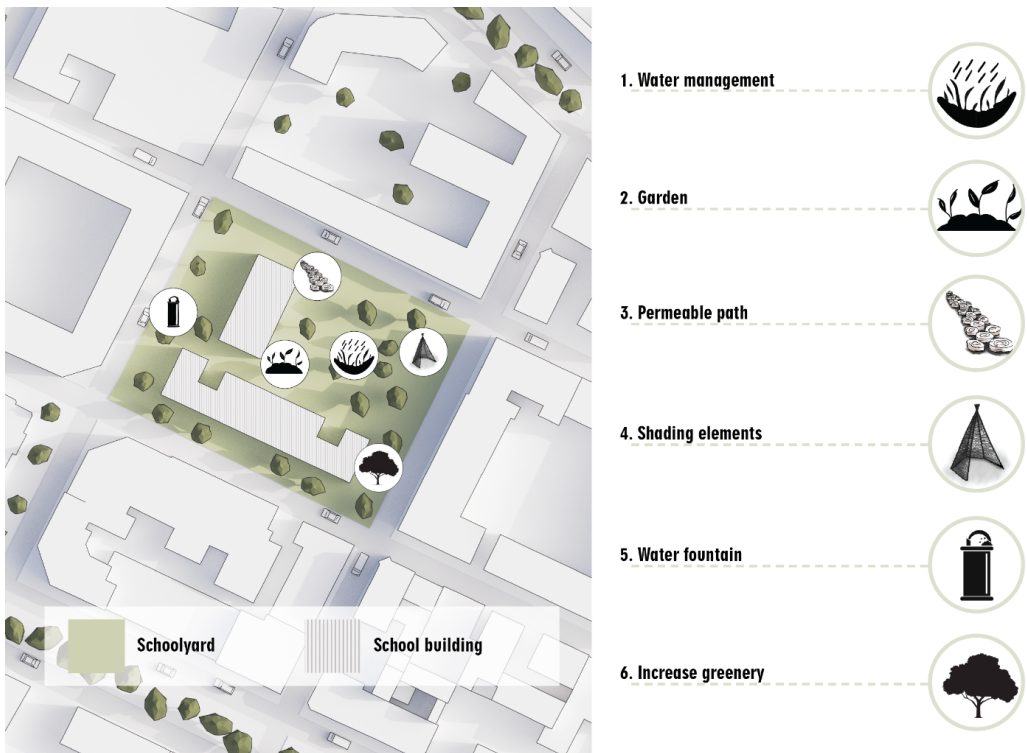 1. Water management
2. Garden
3. Permeable path
4. Shading elements
5. Water fountain
6. Increase greenery
Schoolyard
School building